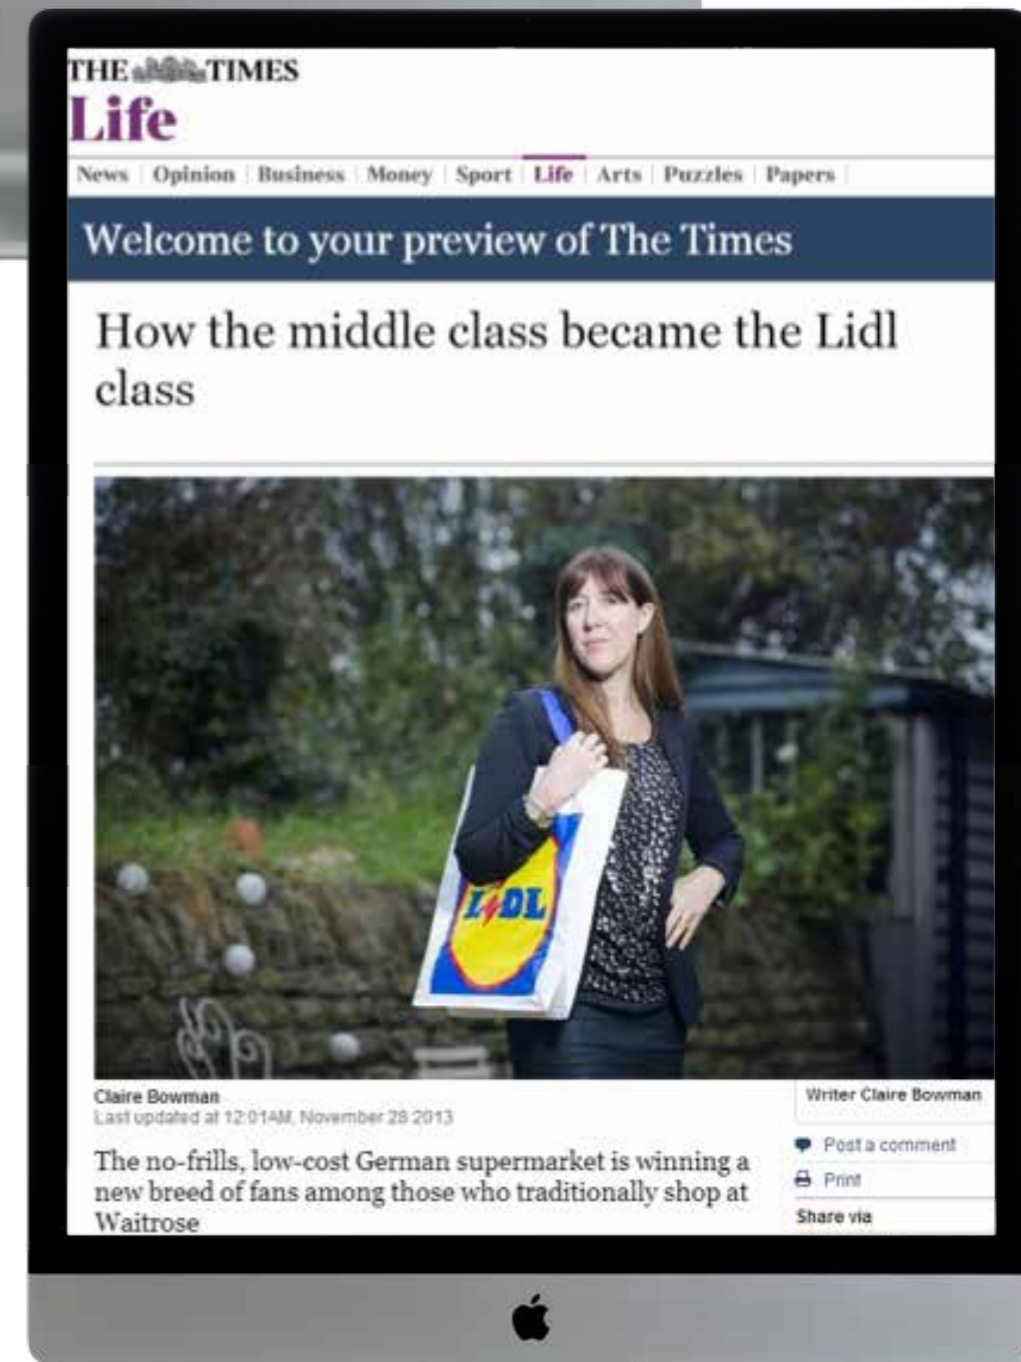 THE TIMES
Life
News Opinion Business Money Sport Life Arts Puzzles Papers
Welcome to your preview of The Times
How the middle class became the Lidl
class
LIDL
Claire Bowman
Last updated at 12:01AM, November 28 2013
The no-frills, low-cost German supermarket is winning a
new breed of fans among those who traditionally shop at
Waitrose
Writer Claire Bowman
Post a comment
Print
Share via